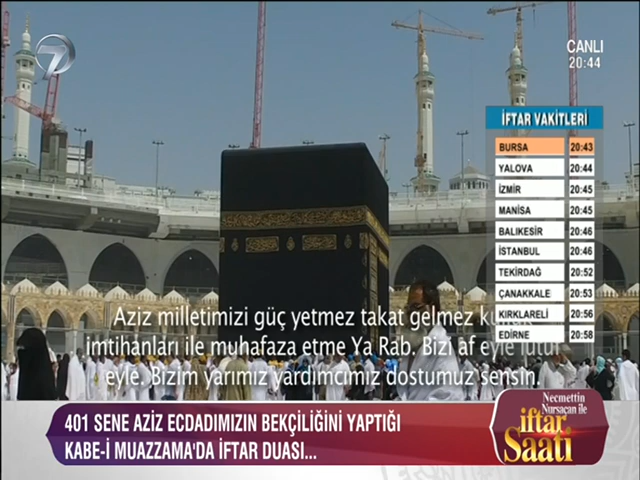 7
CANLI
20:44
İFTAR VAKİTLERİ
BURSA 20:43
YALOVA 20:44
İZMİR 20:45
MANİSA 20:45
BALIKESİR 20:46
İSTANBUL 20:46
TEKİRDAĞ 20:52
ÇANAKKALE 20:53
KIRKLARELİ 20:56
EDİRNE 20:58
Aziz milletimizi güç yetmez takat gelmez
imtihanları ile muhafaza etme Ya Rab. Bizi af eyle lütuf
eyle. Bizim yarımız yardımcımız dostumuz sensin.
401 SENE AZİZ ECDADIMIZIN BEKÇİLİĞİNİ YAPTIĞI
KABE-İ MUAZZAMA'DA İFTAR DUASI...
Necmettin
Nursaçan ile
iftar
Saati